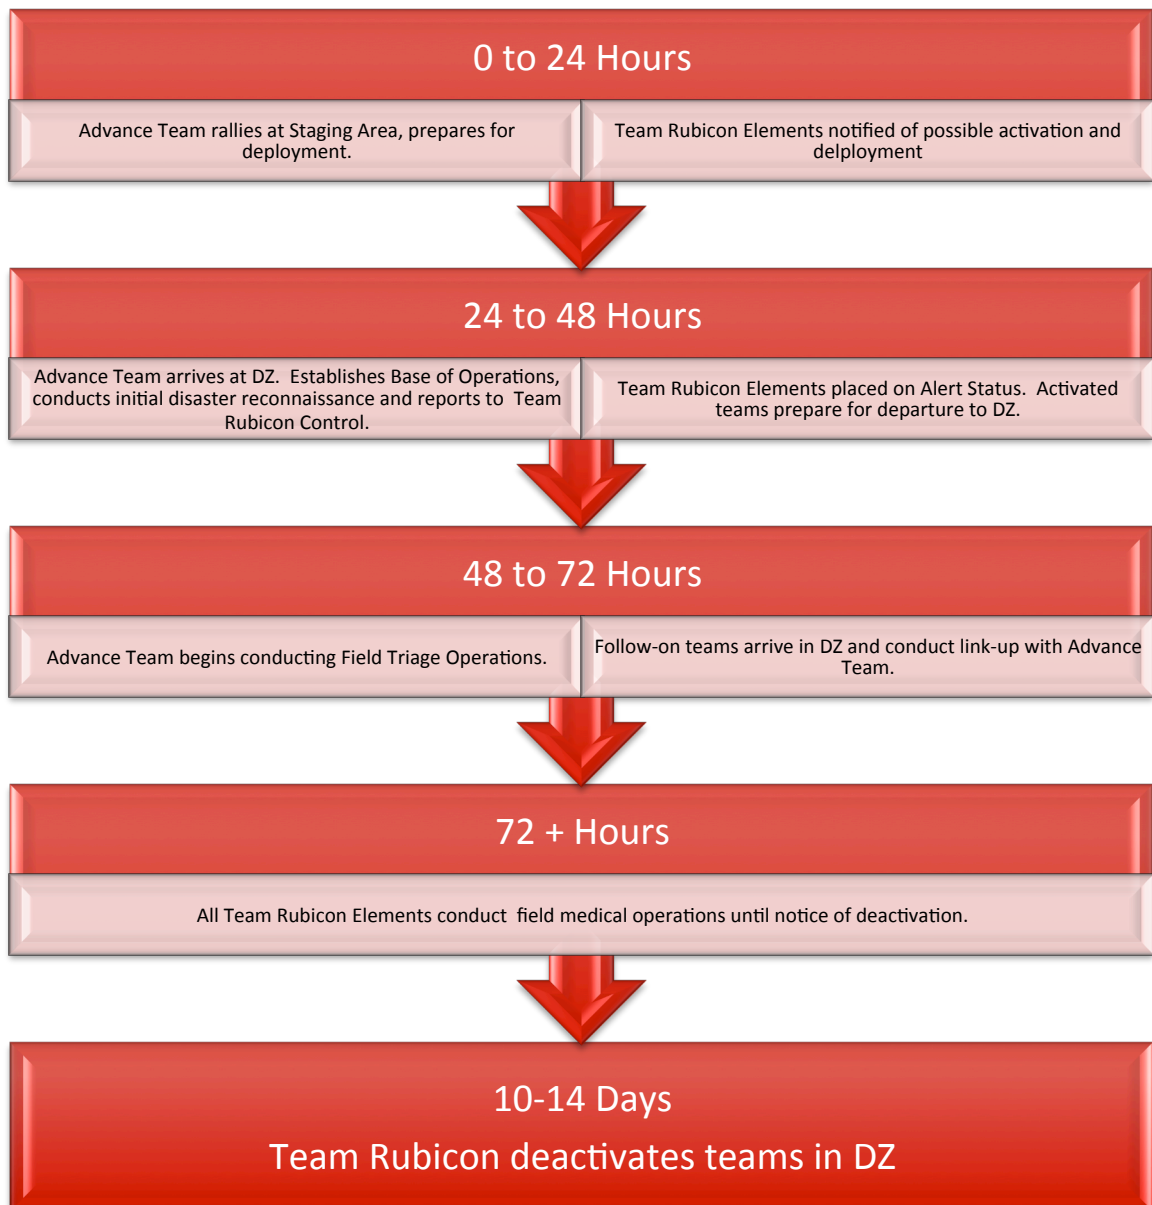 0 to 24 Hours
Advance Team rallies at Staging Area, prepares for
deployment.
Team Rubicon Elements notified of possible activation and
delployment
24 to 48 Hours
Advance Team arrives at DZ.  Establishes Base of Operations,
conducts initial disaster reconnaissance and reports to  Team
Rubicon Control.
Team Rubicon Elements placed on Alert Status.  Activated
teams prepare for departure to DZ.
48 to 72 Hours
Advance Team begins conducting Field Triage Operations.
Follow-on teams arrive in DZ and conduct link-up with Advance
Team.
72 + Hours
All Team Rubicon Elements conduct  field medical operations until notice of deactivation.
10-14 Days
Team Rubicon deactivates teams in DZ